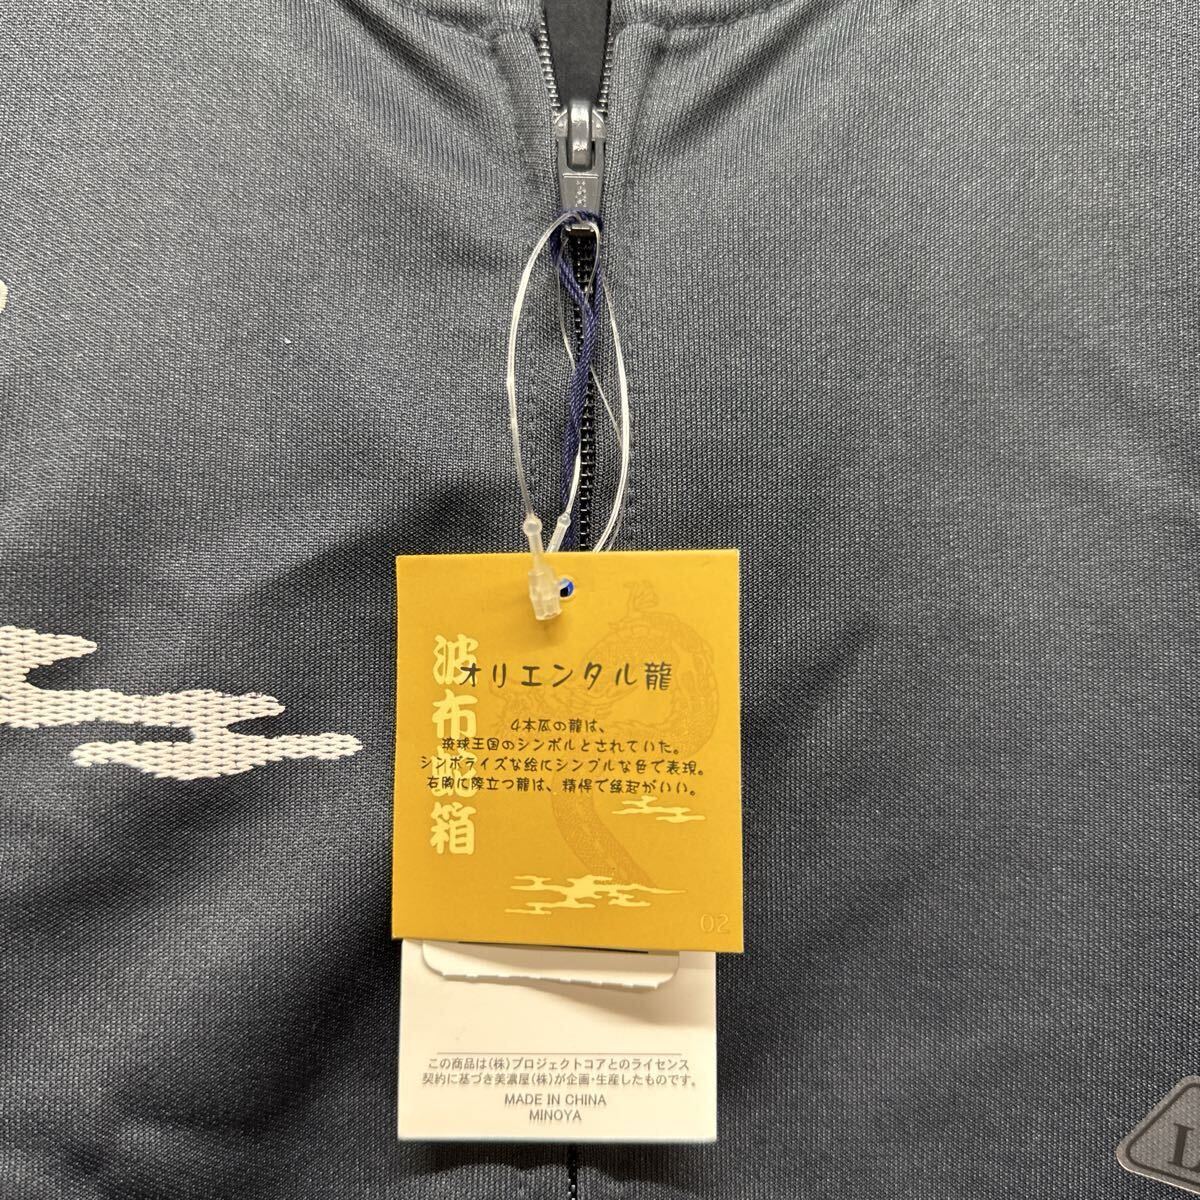 波布蛇箱
オリエンタル龍
4本爪の龍は、
琉球王国のシンボルとされていた。
シンボライズな絵にシンプルな色で表現。
右胸に際立つ龍は、精悍で縁起がいい。
02
この商品は(株)プロジェクトコアとのライセンス
契約に基づき美濃屋(株)が企画・生産したものです。
MADE IN CHINA
MINOYA
L